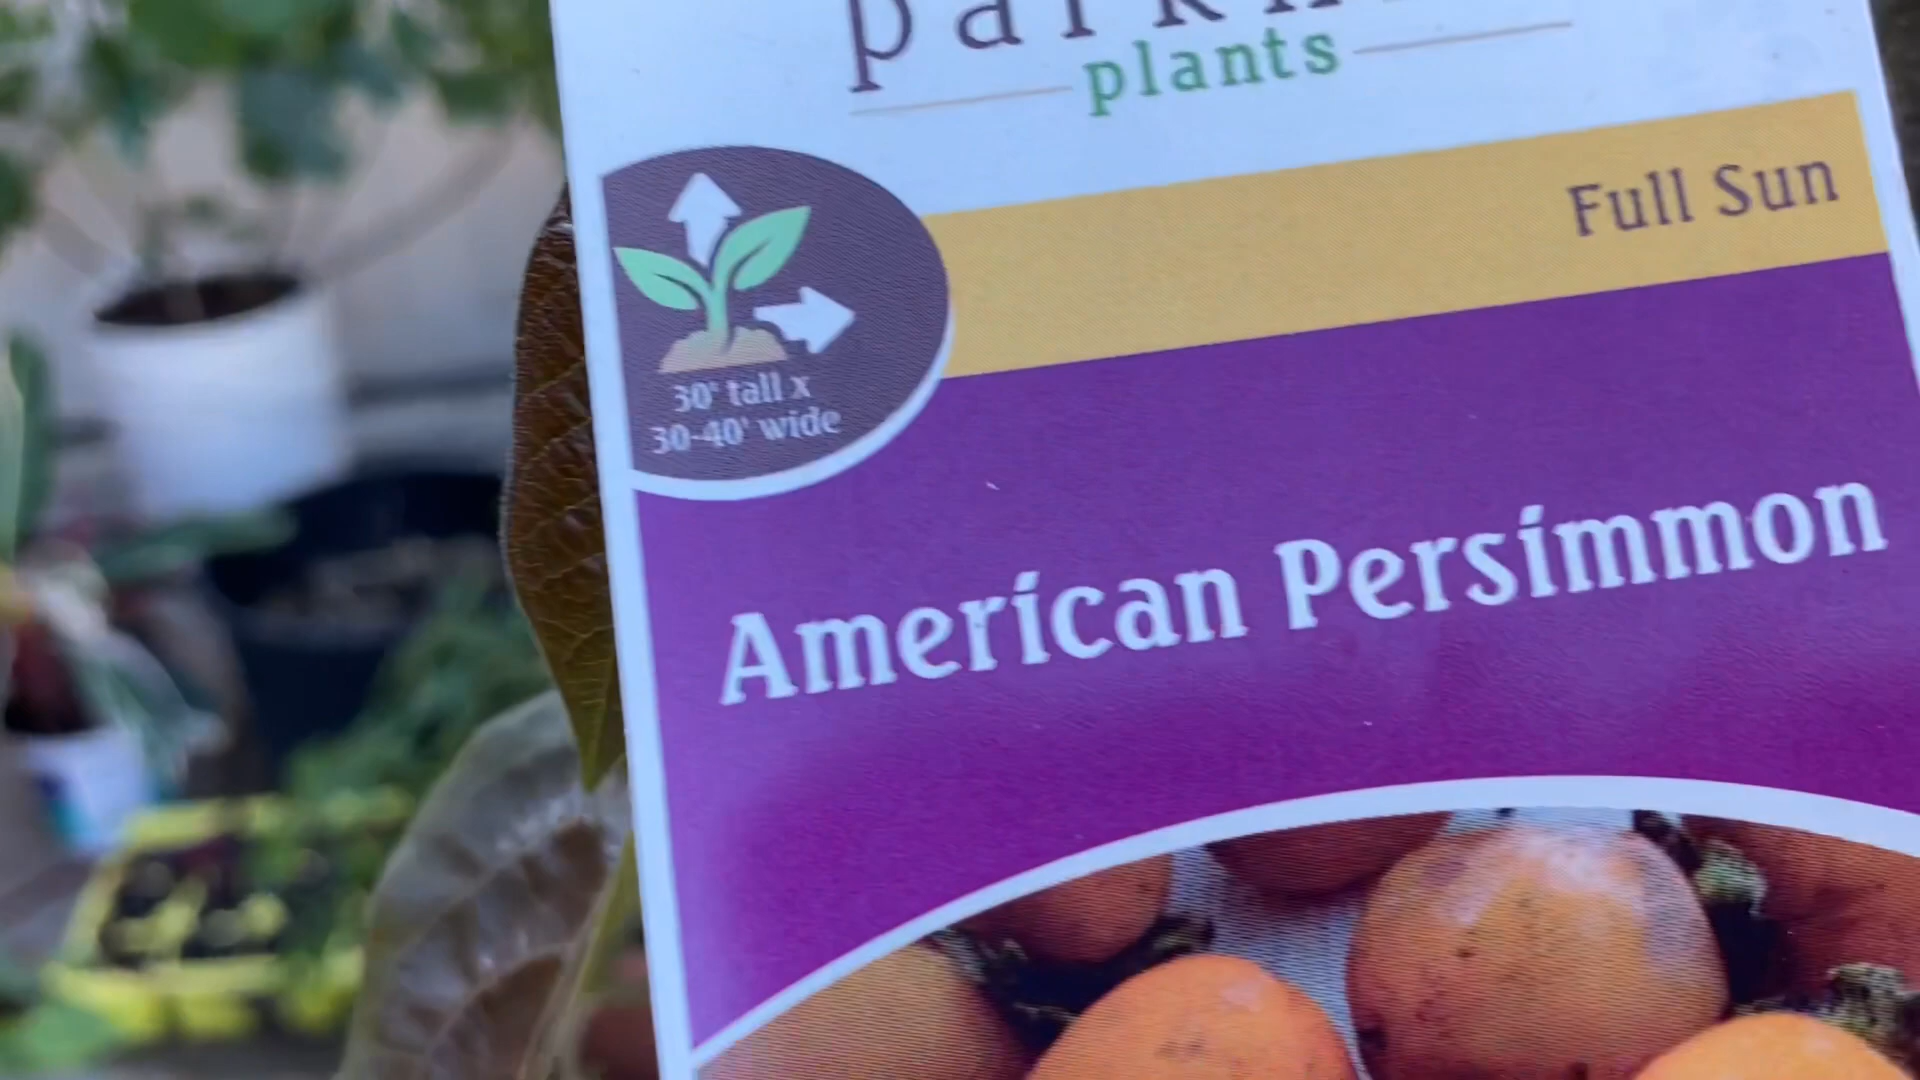 plants
Full Sun
30' tall x
30-40' wide
American Persimmon